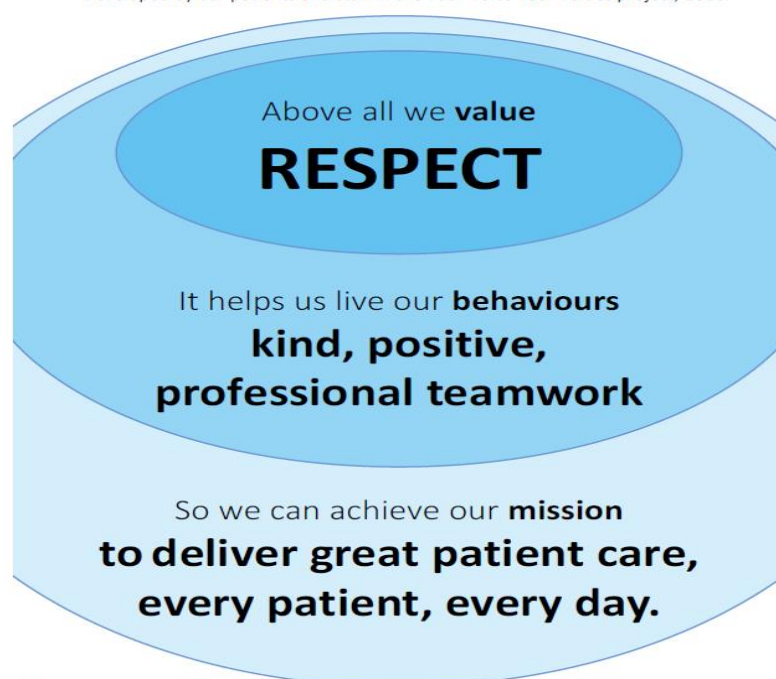 Above all we value
RESPECT
It helps us live our behaviours
kind, positive,
professional teamwork
So we can achieve our mission
to deliver great patient care,
every patient, every day.